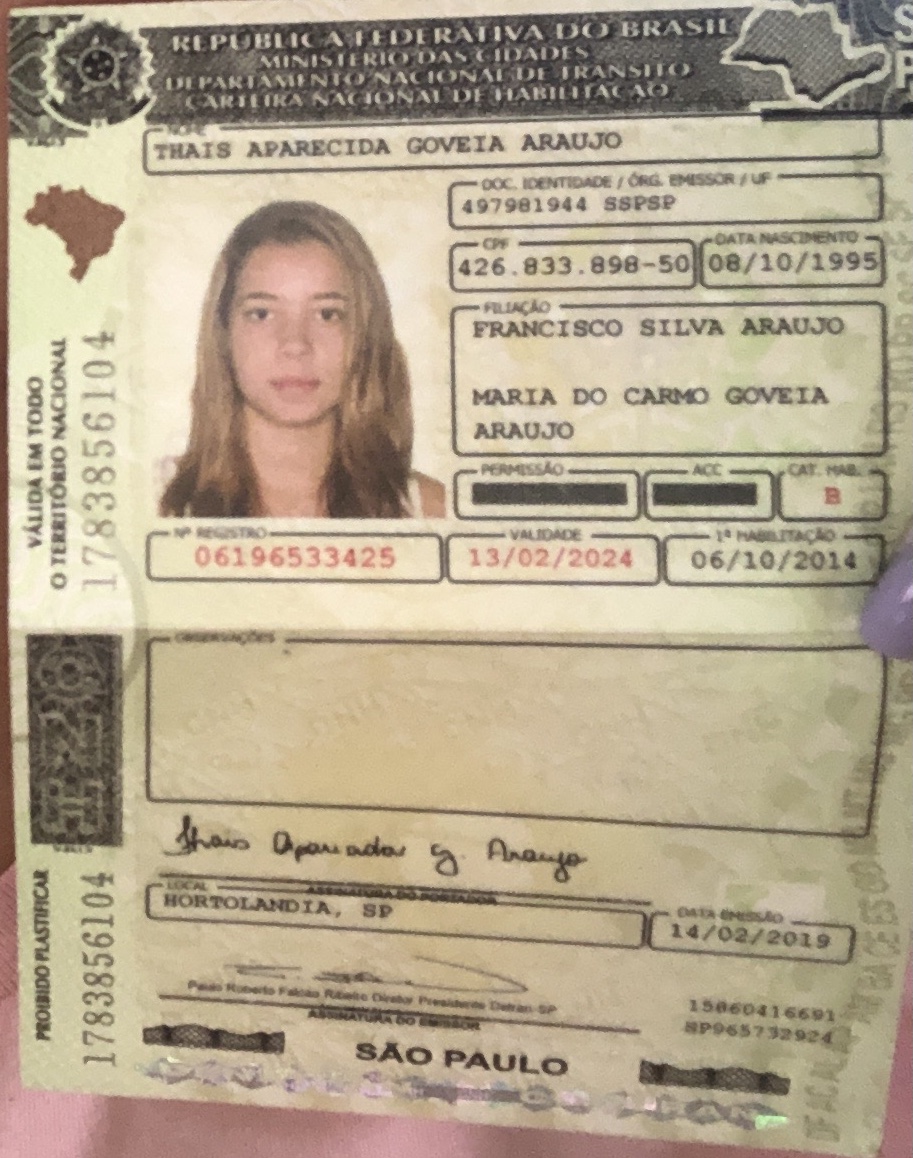 REPÚBLICA FEDERATIVA DO BRASIL
MINISTÉRIO DAS CIDADES
DEPARTAMENTO NACIONAL DE TRÂNSITO
CARTEIRA NACIONAL DE HABILITAÇÃO
NOME
THAIS APARECIDA GOVEIA ARAUJO
DOC. IDENTIDADE / ÓRG. EMISSOR / UF
497981944 SSPSP
CPF
426.833.898-50
DATA NASCIMENTO
08/10/1995
FILIAÇÃO
FRANCISCO SILVA ARAUJO
MARIA DO CARMO GOVEIA
ARAUJO
PERMISSÃO
ACC
CAT. HAB.
B
Nº REGISTRO
06196533425
VALIDADE
13/02/2024
1ª HABILITAÇÃO
06/10/2014
VÁLIDA EM TODO
O TERRITÓRIO NACIONAL
1783856104
OBSERVAÇÕES
Thais Aparecida G. Araujo
ASSINATURA DO PORTADOR
LOCAL
HORTOLANDIA, SP
DATA EMISSÃO
14/02/2019
Paulo Roberto Falcão Ribeiro Diretor Presidente Detran-SP
ASSINATURA DO EMISSOR
15860416691
SP965732924
SÃO PAULO
PROIBIDO PLASTIFICAR
1783856104